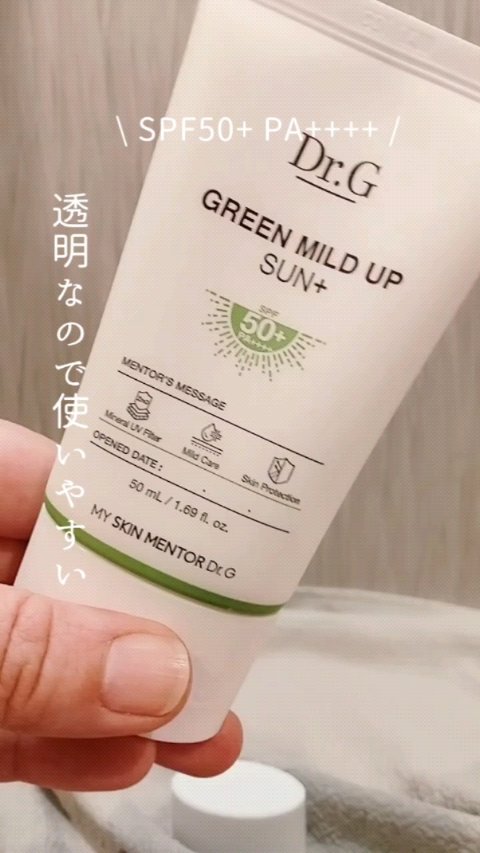 \ SPF50+ PA++++ /
透明なので使いやすい
Dr.G
GREEN MILD UP
SUN+
SPF
50+
PA++++
MENTOR'S MESSAGE
Mineral UV Filter
Mild Care
Skin Protection
OPENED DATE : . .
50 mL / 1.69 fl. oz.
MY SKIN MENTOR Dr.G